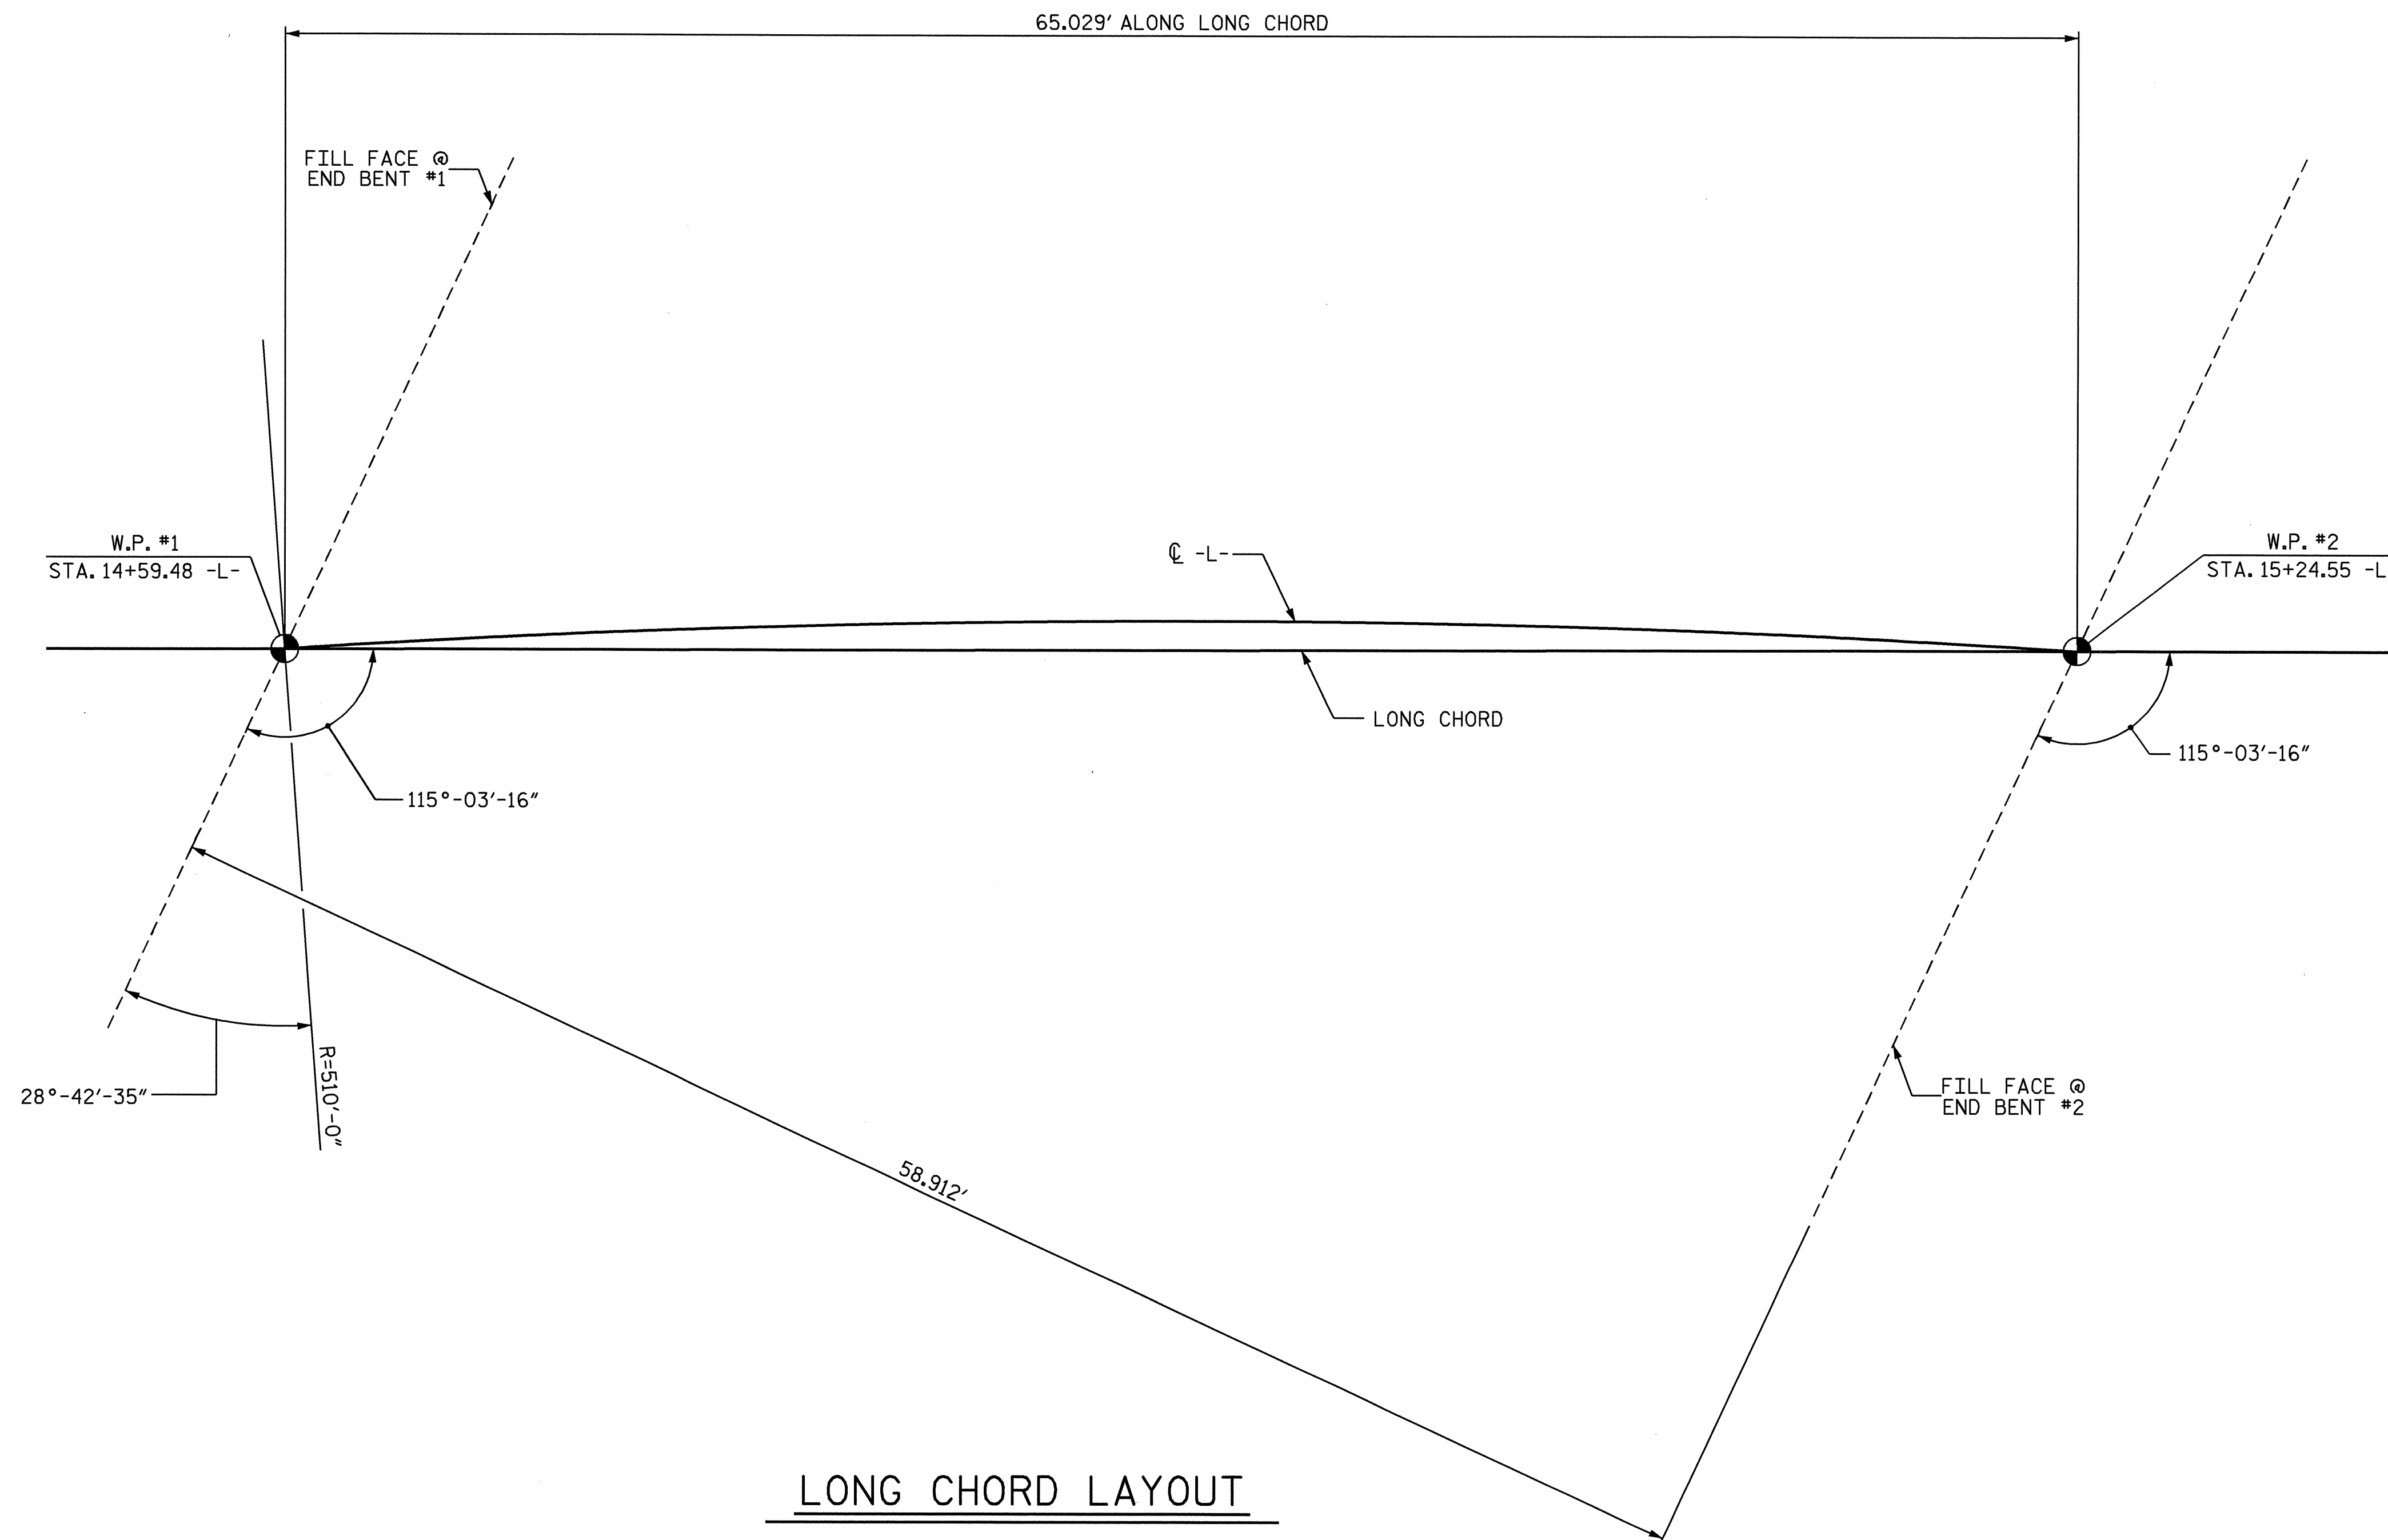 65.029' ALONG LONG CHORD
FILL FACE @
END BENT #1
W.P. #1
STA. 14+59.48 -L-
℄ -L-
W.P. #2
STA. 15+24.55 -L
LONG CHORD
115°-03'-16"
115°-03'-16"
28°-42'-35"
R=510'-0"
FILL FACE @
END BENT #2
58.912'
LONG CHORD LAYOUT